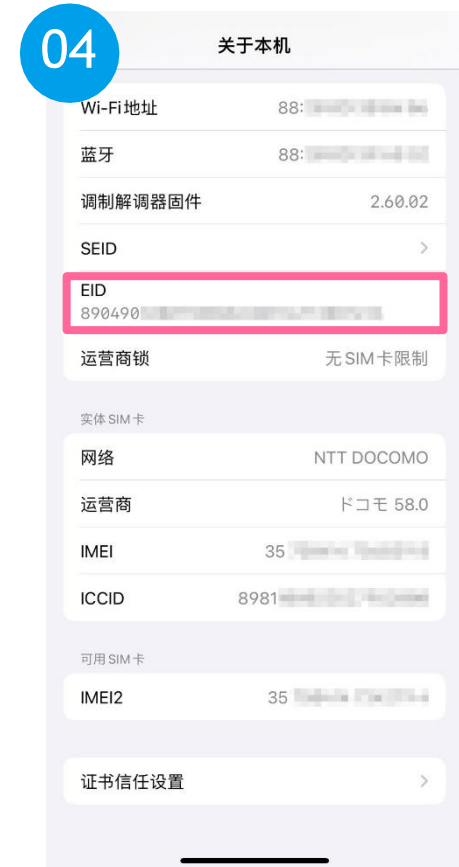 04
关于本机
Wi-Fi地址 88:
蓝牙 88:
调制解调器固件 2.60.02
SEID
EID
890490
运营商锁 无SIM卡限制
实体SIM卡
网络 NTT DOCOMO
运营商 ドコモ 58.0
IMEI 35
ICCID 8981
可用SIM卡
IMEI2 35
证书信任设置